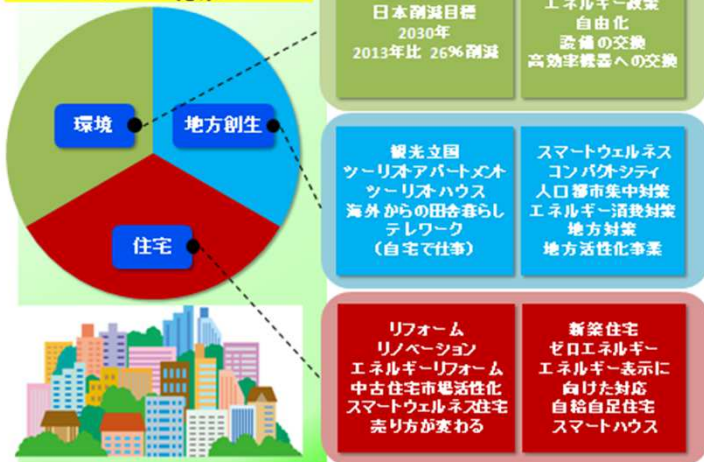 環境
地方創生
住宅
日本削減目標
2030年
2013年比 26%削減
エネルギー政策
自由化
設備の交換
高効率機器への交換
観光立国
ツーリストアパートメント
ツーリストハウス
海外からの田舎暮らし
テレワーク
(自宅で仕事)
スマートウェルネス
コンパクトシティ
人口都市集中対策
エネルギー消費対策
地方対策
地方活性化事業
リフォーム
リノベーション
エネルギーリフォーム
中古住宅市場活性化
スマートウェルネス住宅
売り方が変わる
新築住宅
ゼロエネルギー
エネルギー表示に
向けた対応
自給自足住宅
スマートハウス